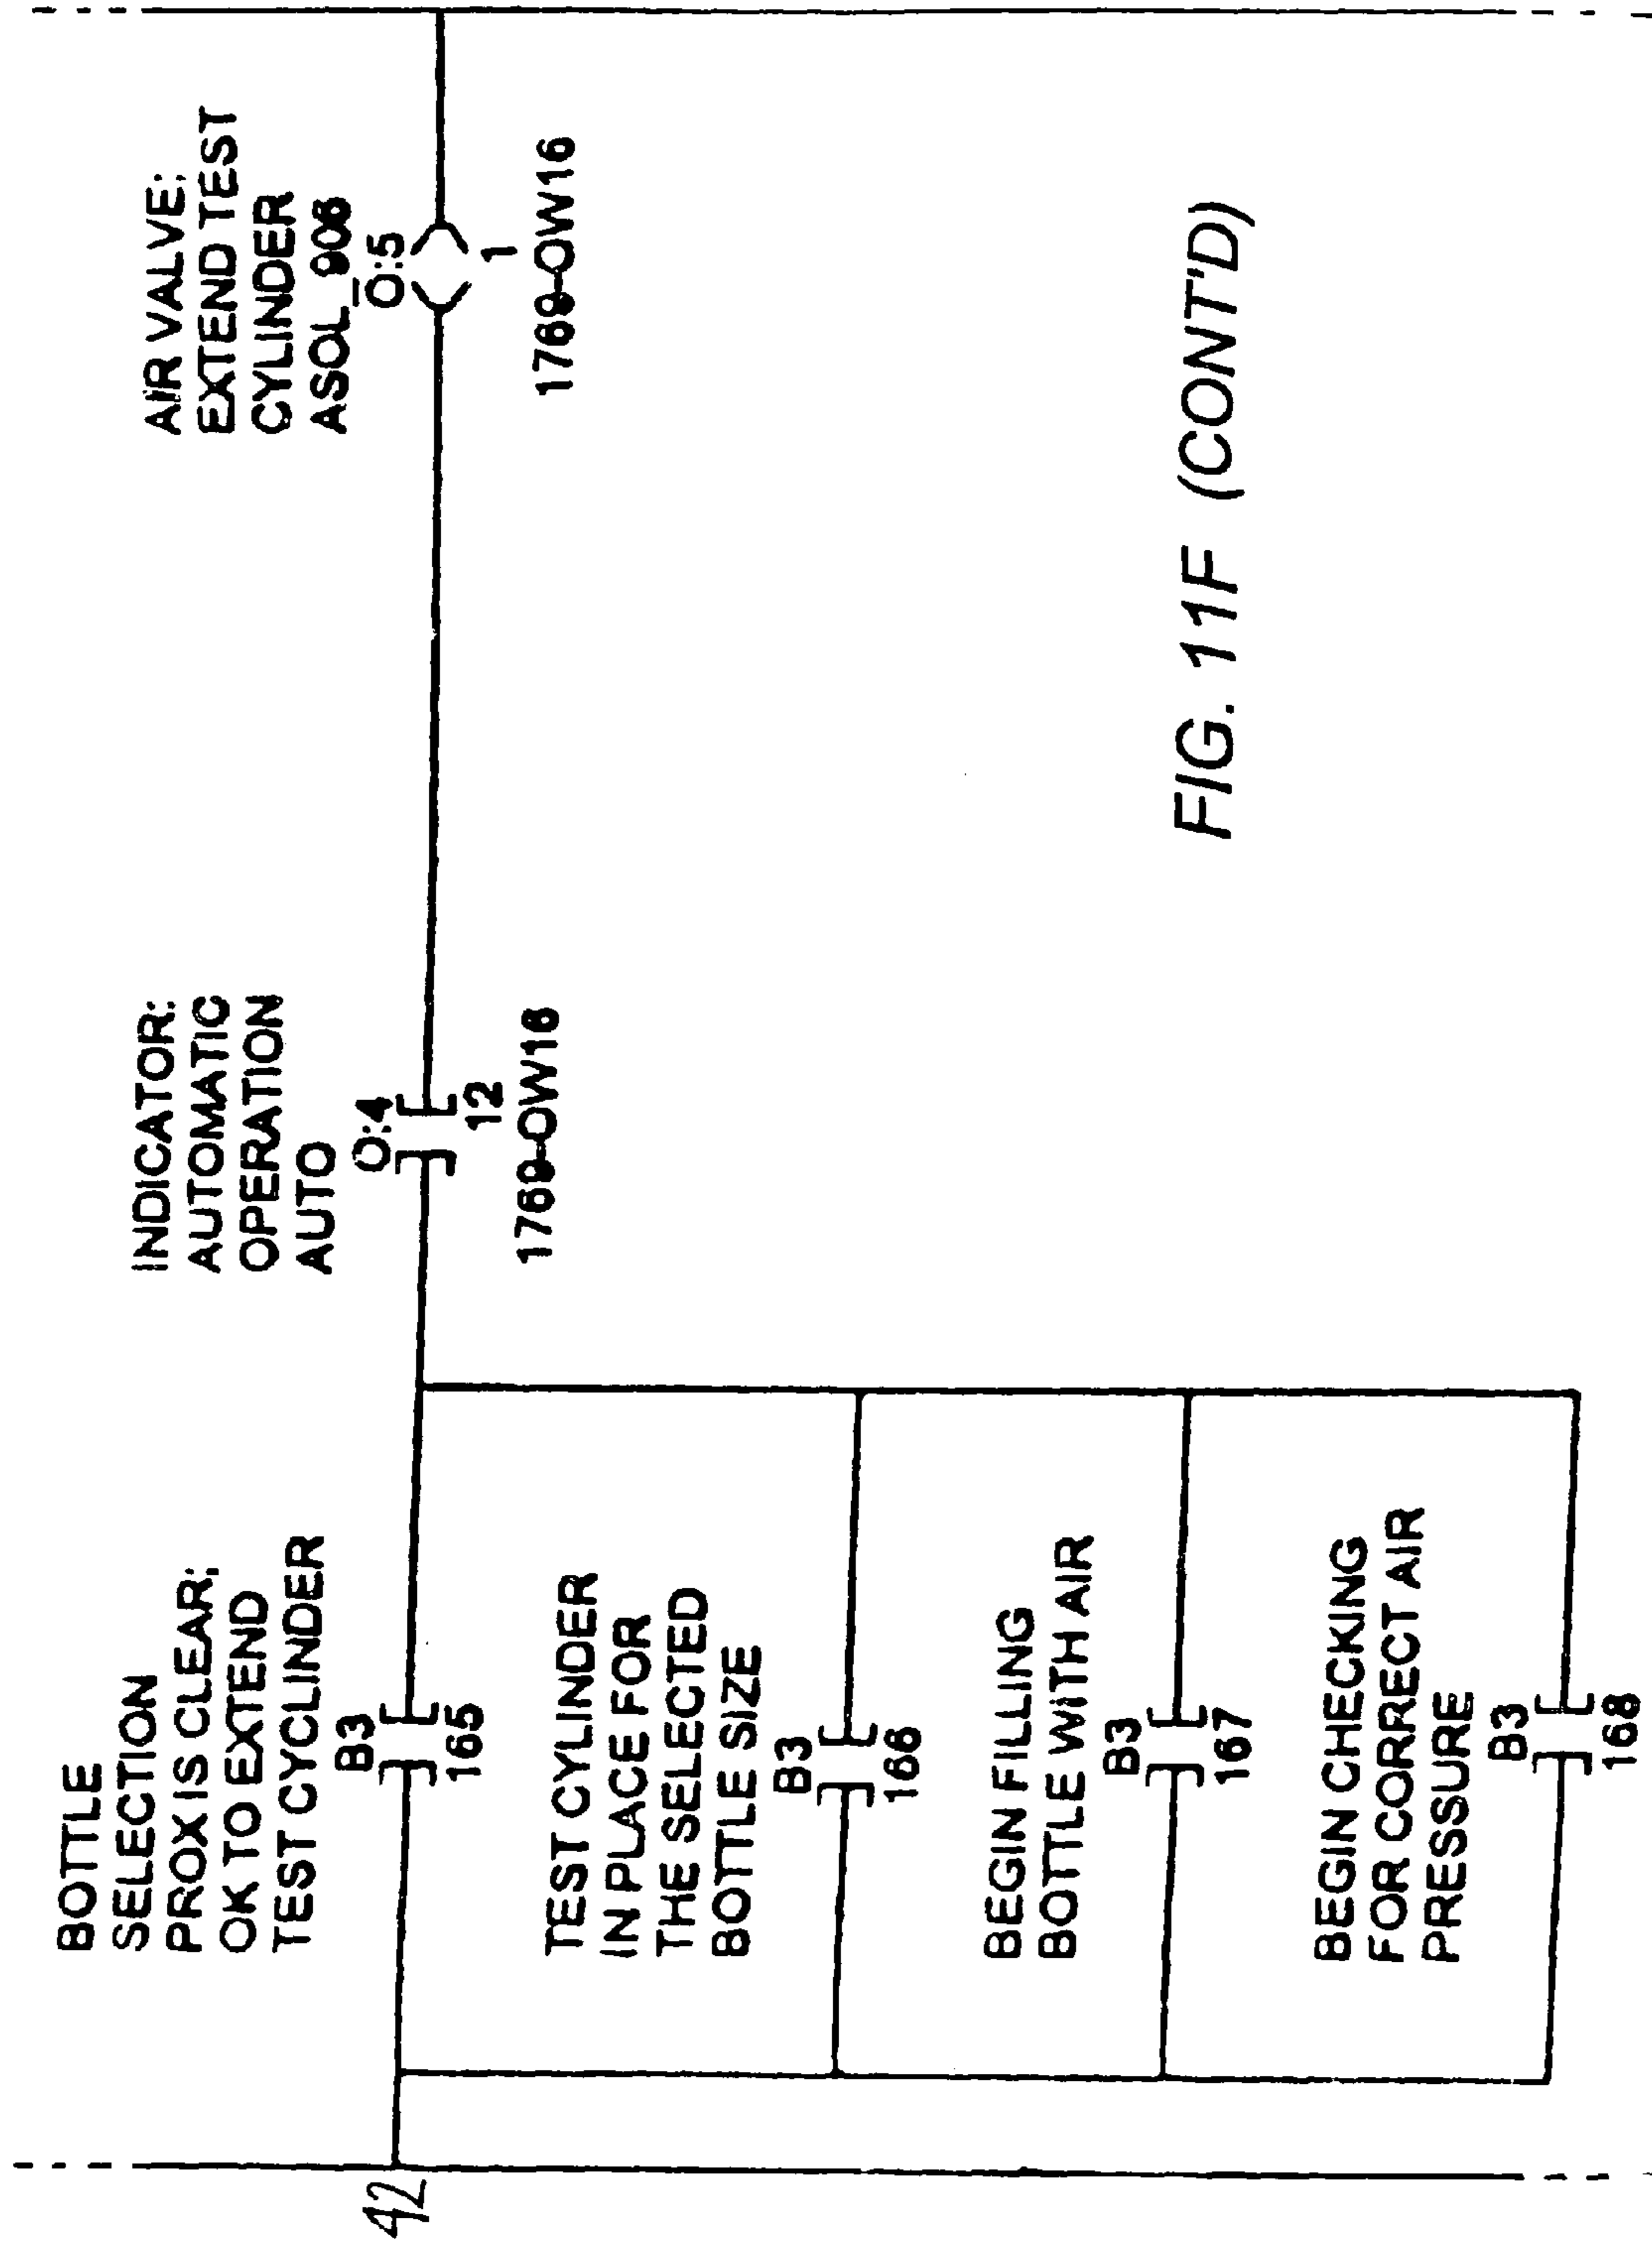 42
BOTTLE
SELECTION
PROX IS CLEAR;
OK TO EXTEND
TEST CYCLINDER
B3
165
TEST CYLINDER
IN PLACE FOR
THE SELECTED
BOTTLE SIZE
B3
166
BEGIN FILLING
BOTTLE WITH AIR
B3
167
BEGIN CHECKING
FOR CORRECT AIR
PRESSURE
B3
168
INDICATOR:
AUTOMATIC
OPERATION
AUTO
O:4
12
1769-OW16
AIR VALVE:
EXTEND TEST
CYLINDER
ASOL_906
O:5
1
1769-OW16
FIG. 11F (CONT'D)